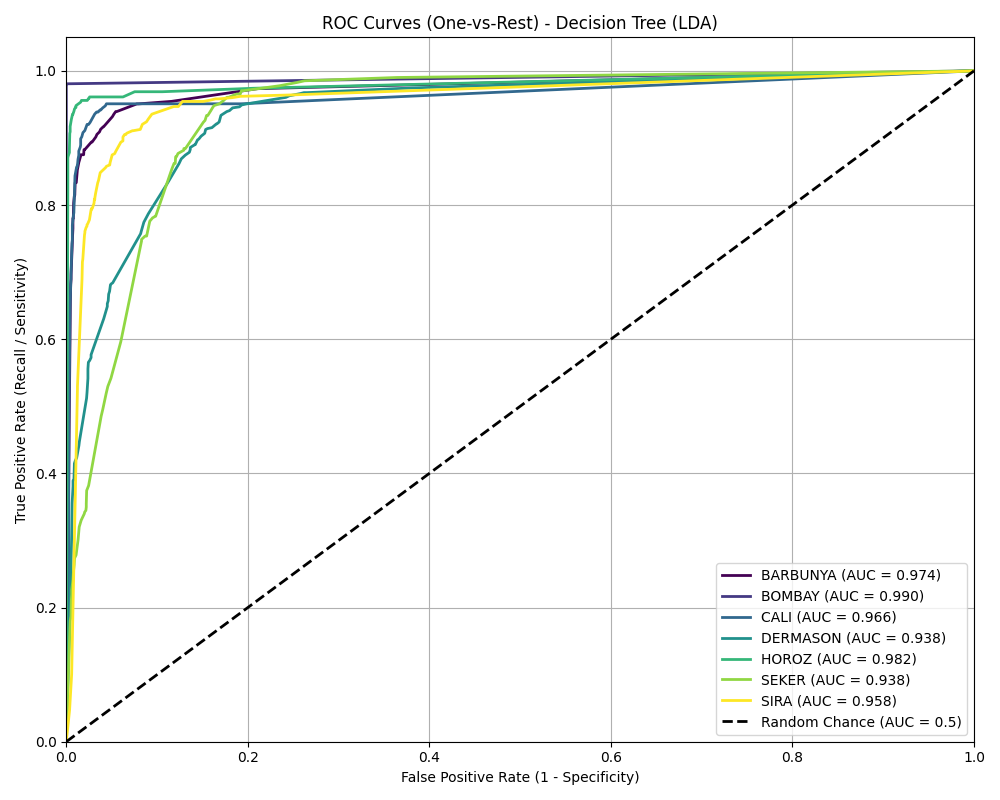 ROC Curves (One-vs-Rest) - Decision Tree (LDA)
True Positive Rate (Recall / Sensitivity)
1.0
0.8
0.6
0.4
0.2
0.0
0.0
0.2
0.4
0.6
0.8
1.0
False Positive Rate (1 - Specificity)
BARBUNYA (AUC = 0.974)
BOMBAY (AUC = 0.990)
CALI (AUC = 0.966)
DERMASON (AUC = 0.938)
HOROZ (AUC = 0.982)
SEKER (AUC = 0.938)
SIRA (AUC = 0.958)
Random Chance (AUC = 0.5)